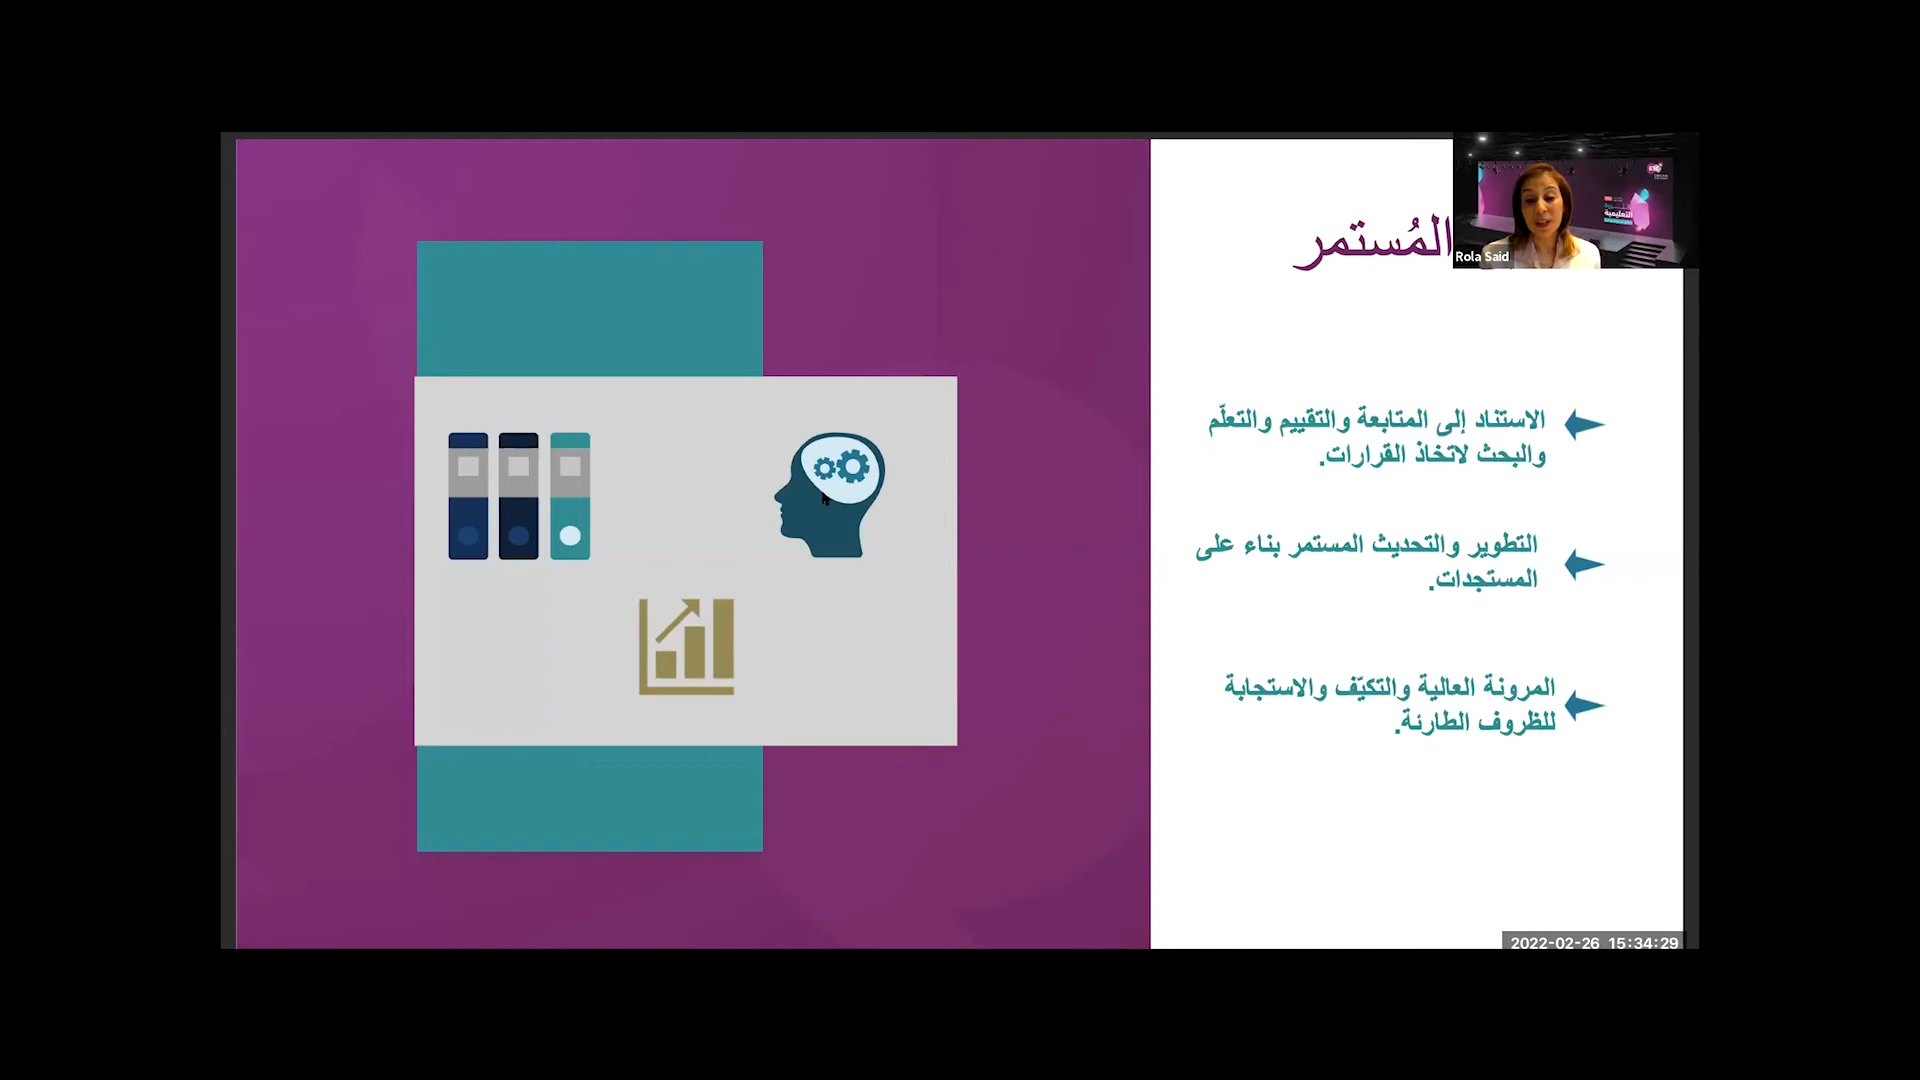 المُستمر
Rola Said
التعليمية
الاستناد إلى المتابعة والتقييم والتعلّم
والبحث لاتخاذ القرارات.
التطوير والتحديث المستمر بناء على
المستجدات.
المرونة العالية والتكيّف والاستجابة
للظروف الطارئة.
2022-02-26 15:34:29